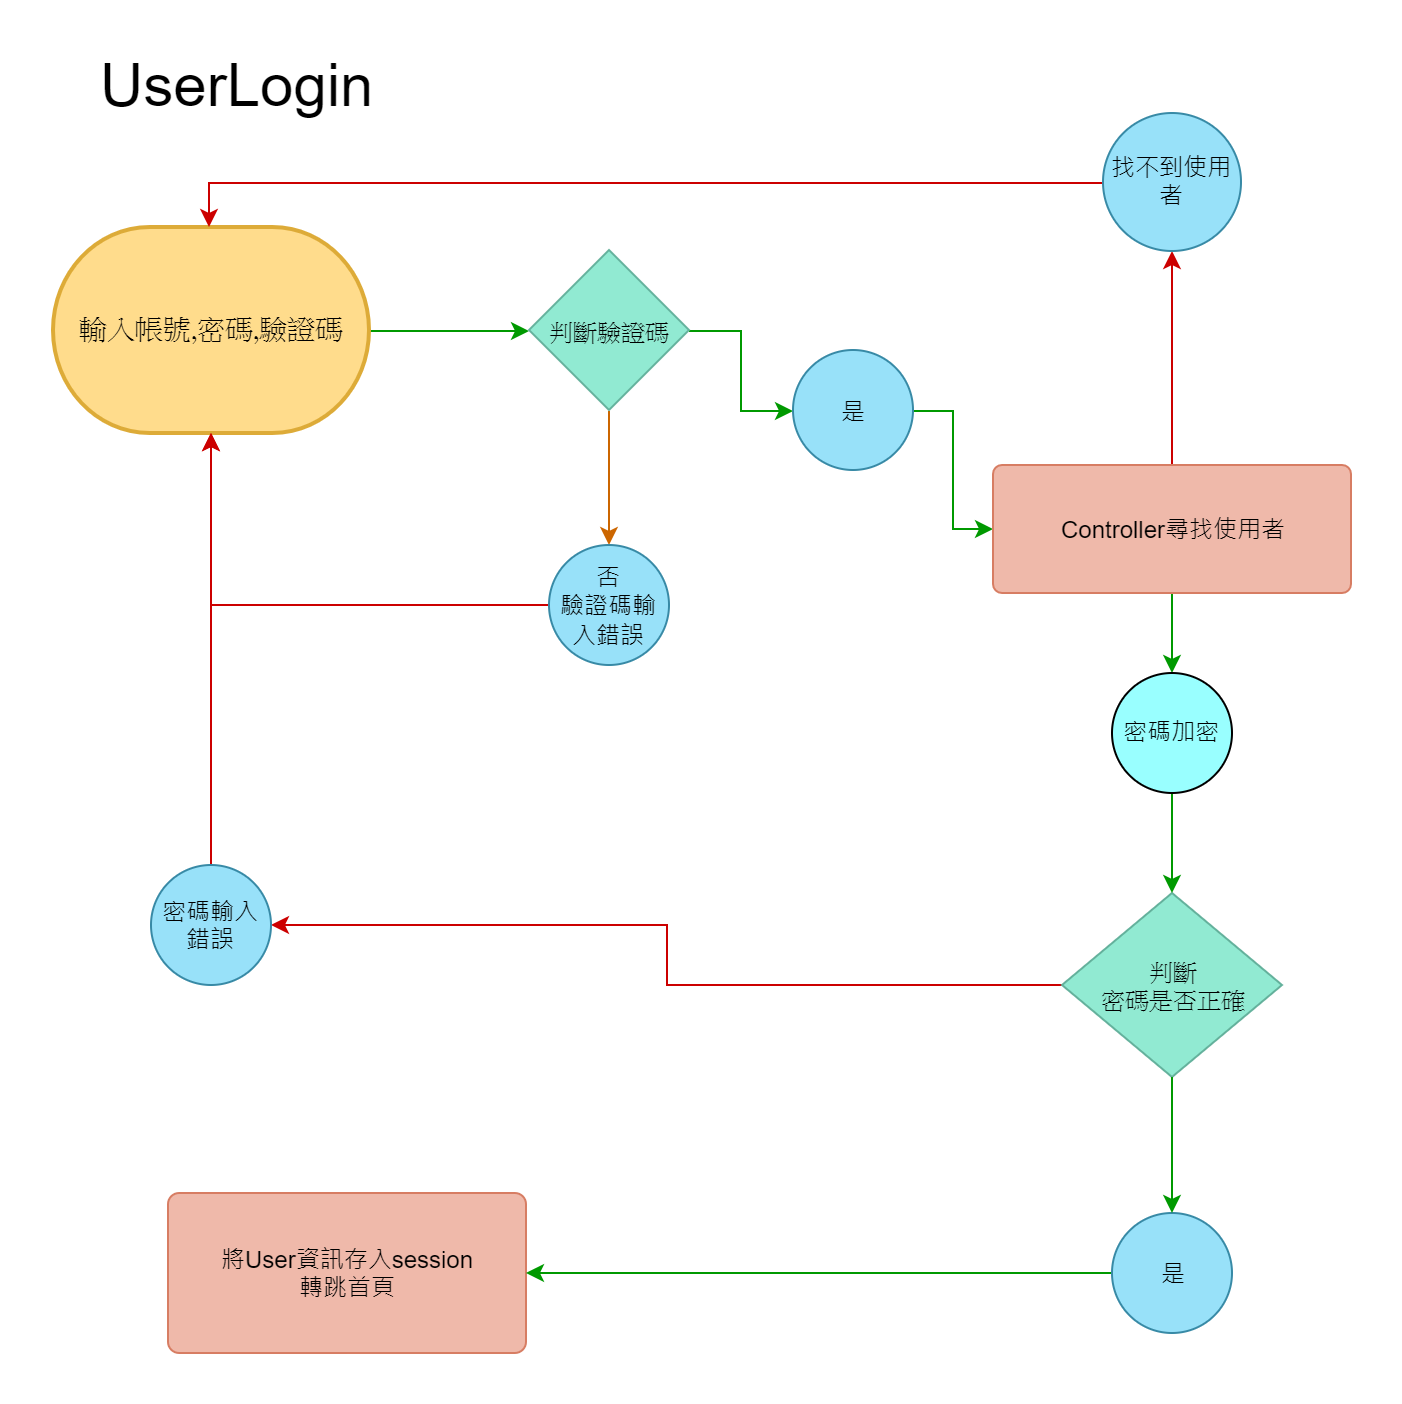 UserLogin
找不到使用
者
輸入帳號,密碼,驗證碼
判斷驗證碼
是
Controller尋找使用者
否
驗證碼輸
入錯誤
密碼加密
密碼輸入
錯誤
判斷
密碼是否正確
將User資訊存入session
轉跳首頁
是